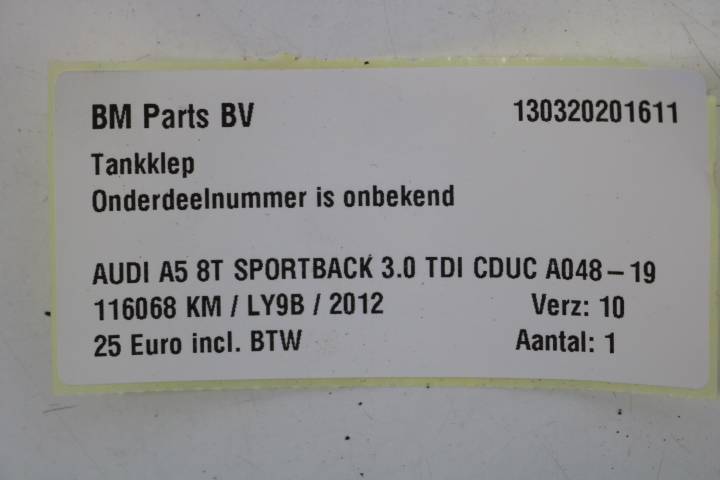 BM Parts BV 130320201611
Tankklep
Onderdeelnummer is onbekend
AUDI A5 8T SPORTBACK 3.0 TDI CDUC A048-19
116068 KM / LY9B / 2012 Verz: 10
25 Euro incl. BTW Aantal: 1